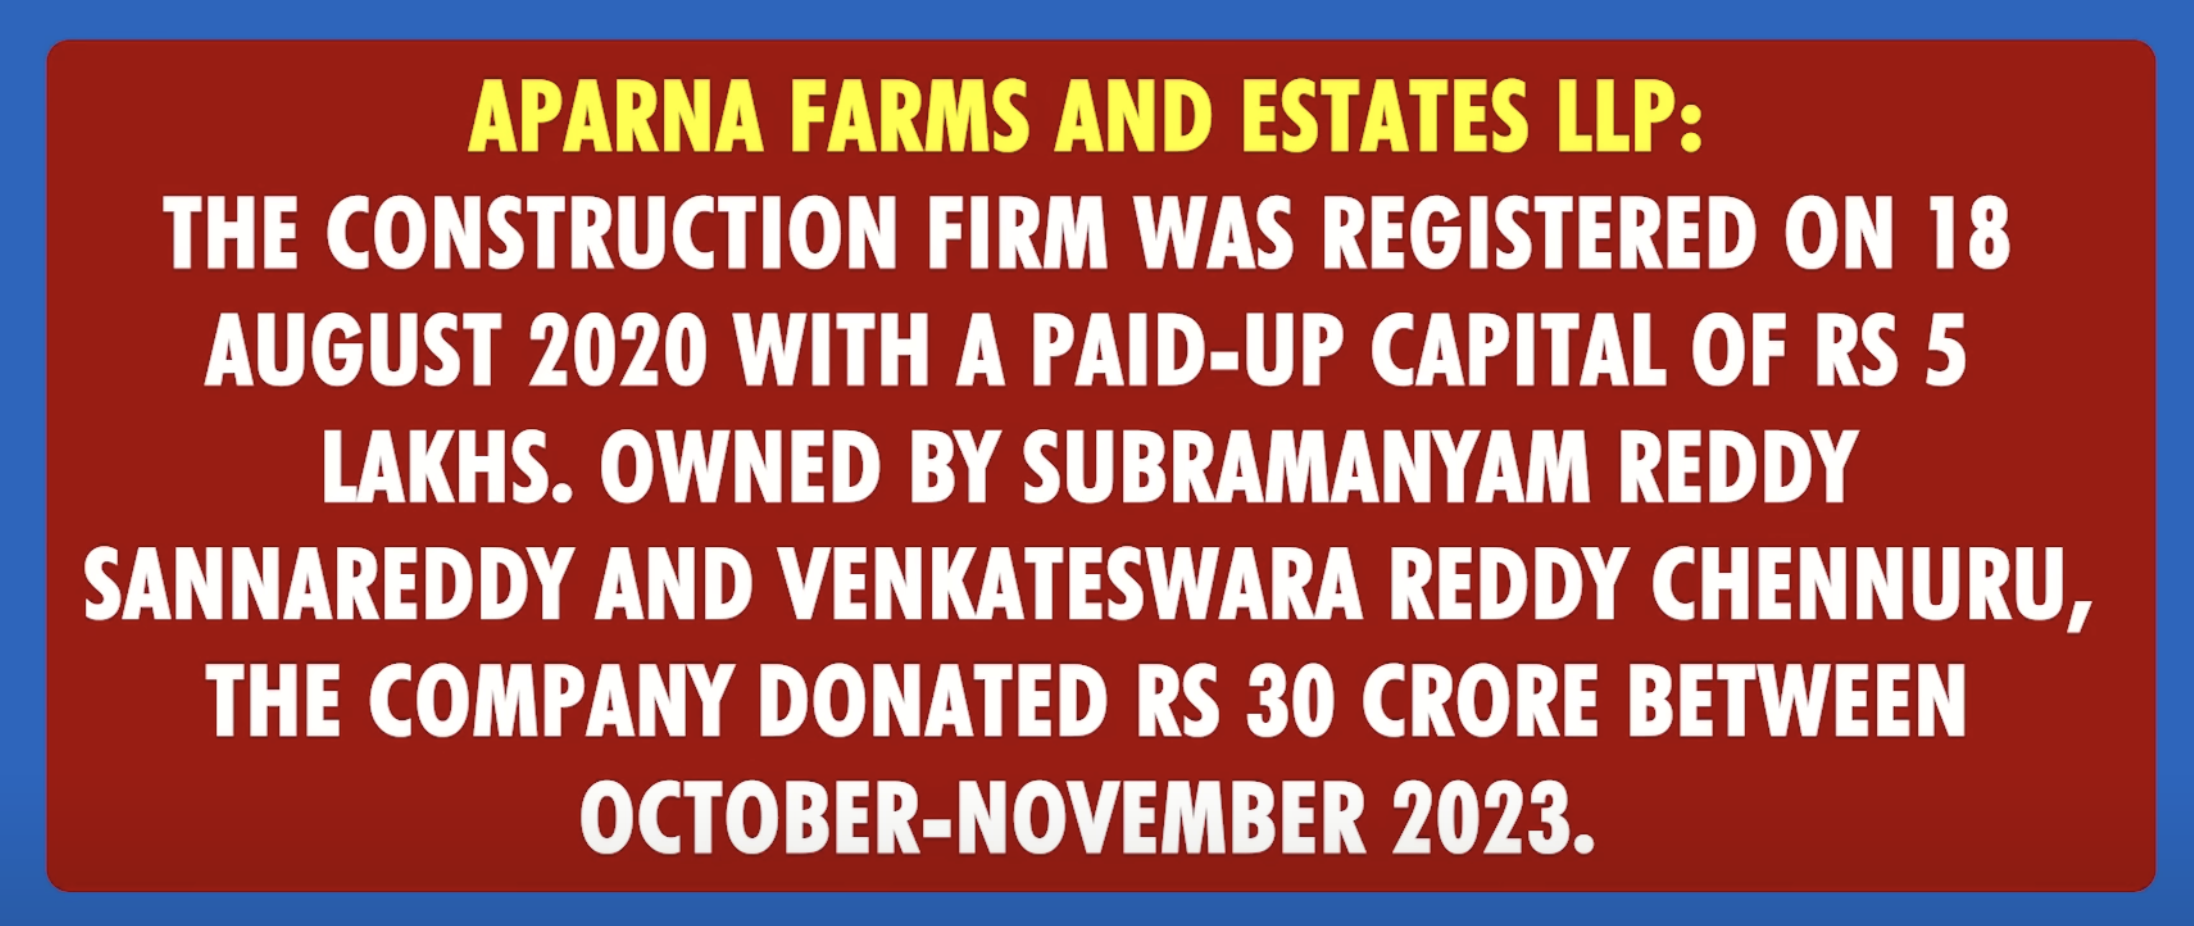 APARNA FARMS AND ESTATES LLP:
THE CONSTRUCTION FIRM WAS REGISTERED ON 18
AUGUST 2020 WITH A PAID-UP CAPITAL OF RS 5
LAKHS. OWNED BY SUBRAMANYAM REDDY
SANNAREDDY AND VENKATESWARA REDDY CHENNURU,
THE COMPANY DONATED RS 30 CRORE BETWEEN
OCTOBER-NOVEMBER 2023.